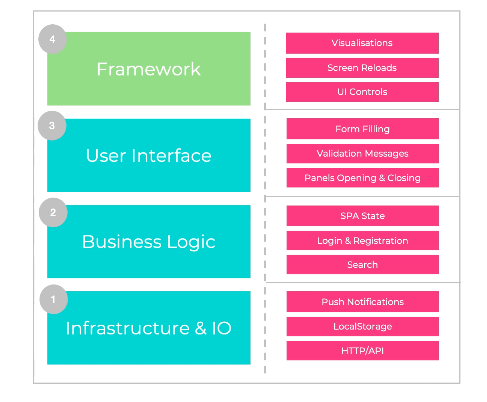 4
Framework
Visualisations
Screen Reloads
UI Controls
3
User Interface
Form Filling
Validation Messages
Panels Opening & Closing
2
Business Logic
SPA State
Login & Registration
Search
1
Infrastructure & IO
Push Notifications
LocalStorage
HTTP/API